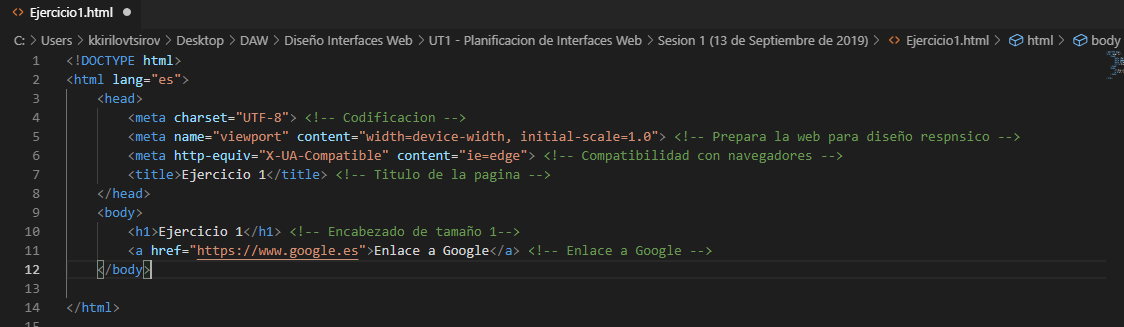 Ejercicio1.html
C: > Users > kkirilovtsirov > Desktop > DAW > Diseño Interfaces Web > UT1 - Planificacion de Interfaces Web > Sesion 1 (13 de Septiembre de 2019) > Ejercicio1.html > html > body
1 <!DOCTYPE html>
2 <html lang="es">
3 <head>
4 <meta charset="UTF-8"> <!-- Codificacion -->
5 <meta name="viewport" content="width=device-width, initial-scale=1.0"> <!-- Prepara la web para diseño respnsico -->
6 <meta http-equiv="X-UA-Compatible" content="ie=edge"> <!-- Compatibilidad con navegadores -->
7 <title>Ejercicio 1</title> <!-- Titulo de la pagina -->
8 </head>
9 <body>
10 <h1>Ejercicio 1</h1> <!-- Encabezado de tamaño 1-->
11 <a href="https://www.google.es">Enlace a Google</a> <!-- Enlace a Google -->
12 </body>
13
14 </html>
15